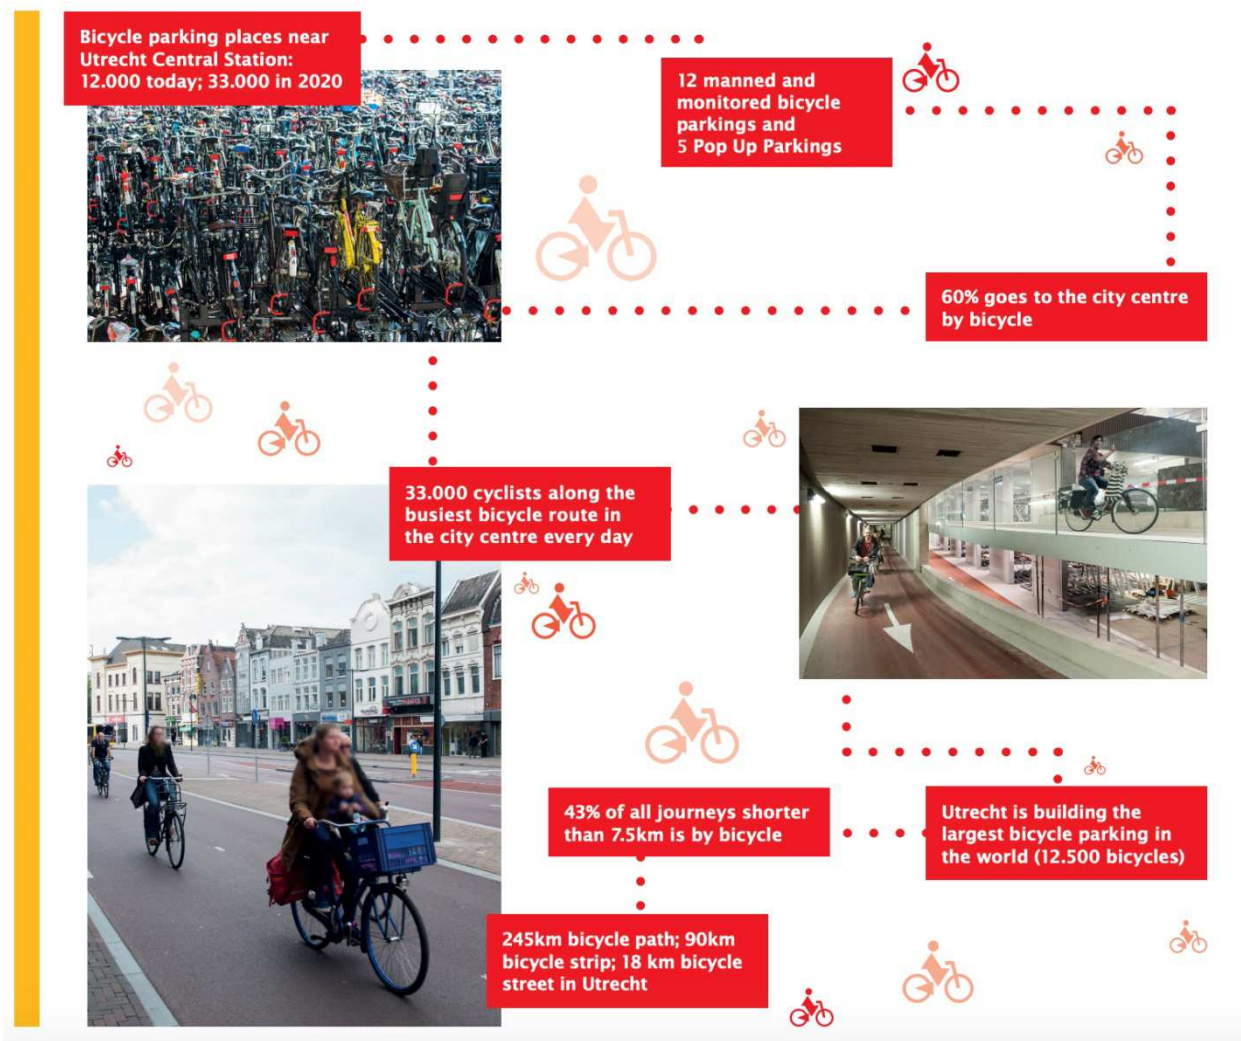 Bicycle parking places near
Utrecht Central Station:
12.000 today; 33.000 in 2020
12 manned and
monitored bicycle
parkings and
5 Pop Up Parkings
60% goes to the city centre
by bicycle
33.000 cyclists along the
busiest bicycle route in
the city centre every day
43% of all journeys shorter
than 7.5km is by bicycle
Utrecht is building the
largest bicycle parking in
the world (12.500 bicycles)
245km bicycle path; 90km
bicycle strip; 18 km bicycle
street in Utrecht